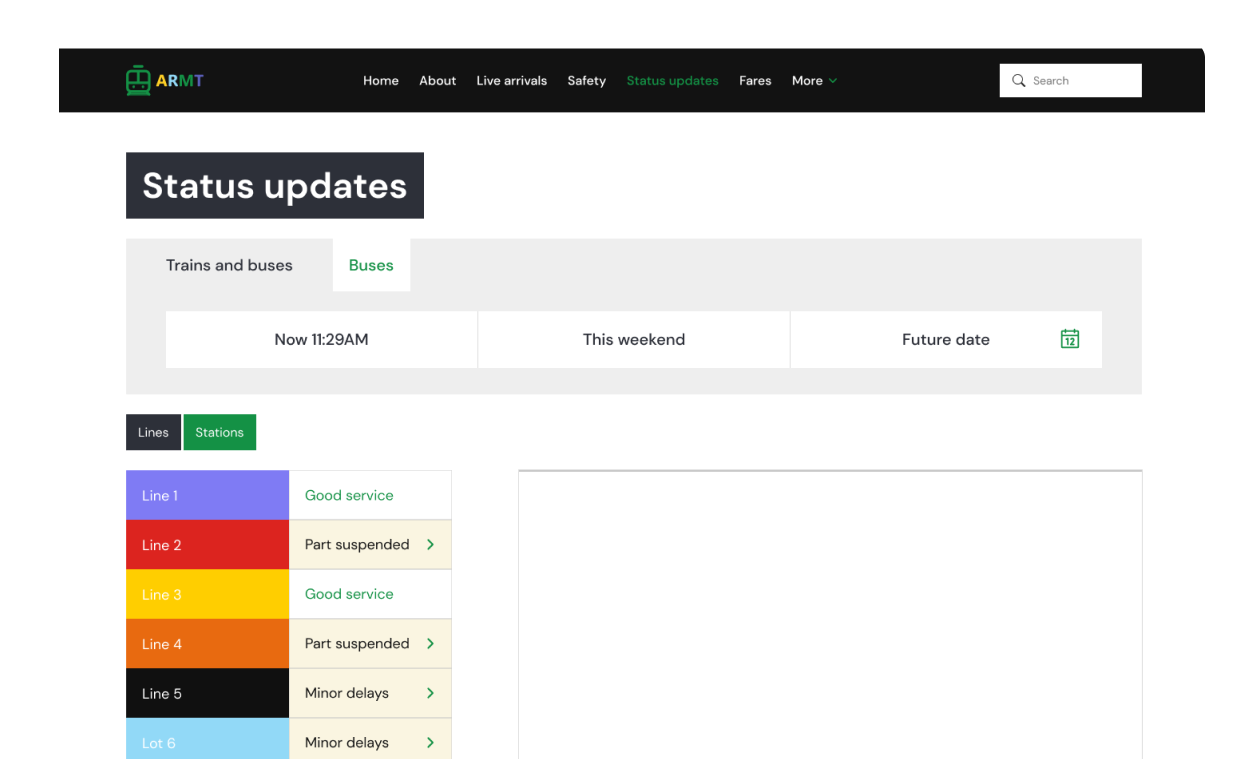 ARMT Home About Live arrivals Safety Status updates Fares More Search
Status updates
Trains and buses Buses
Now 11:29AM This weekend Future date 12
Lines Stations
Line 1 Good service
Line 2 Part suspended
Line 3 Good service
Line 4 Part suspended
Line 5 Minor delays
Lot 6 Minor delays